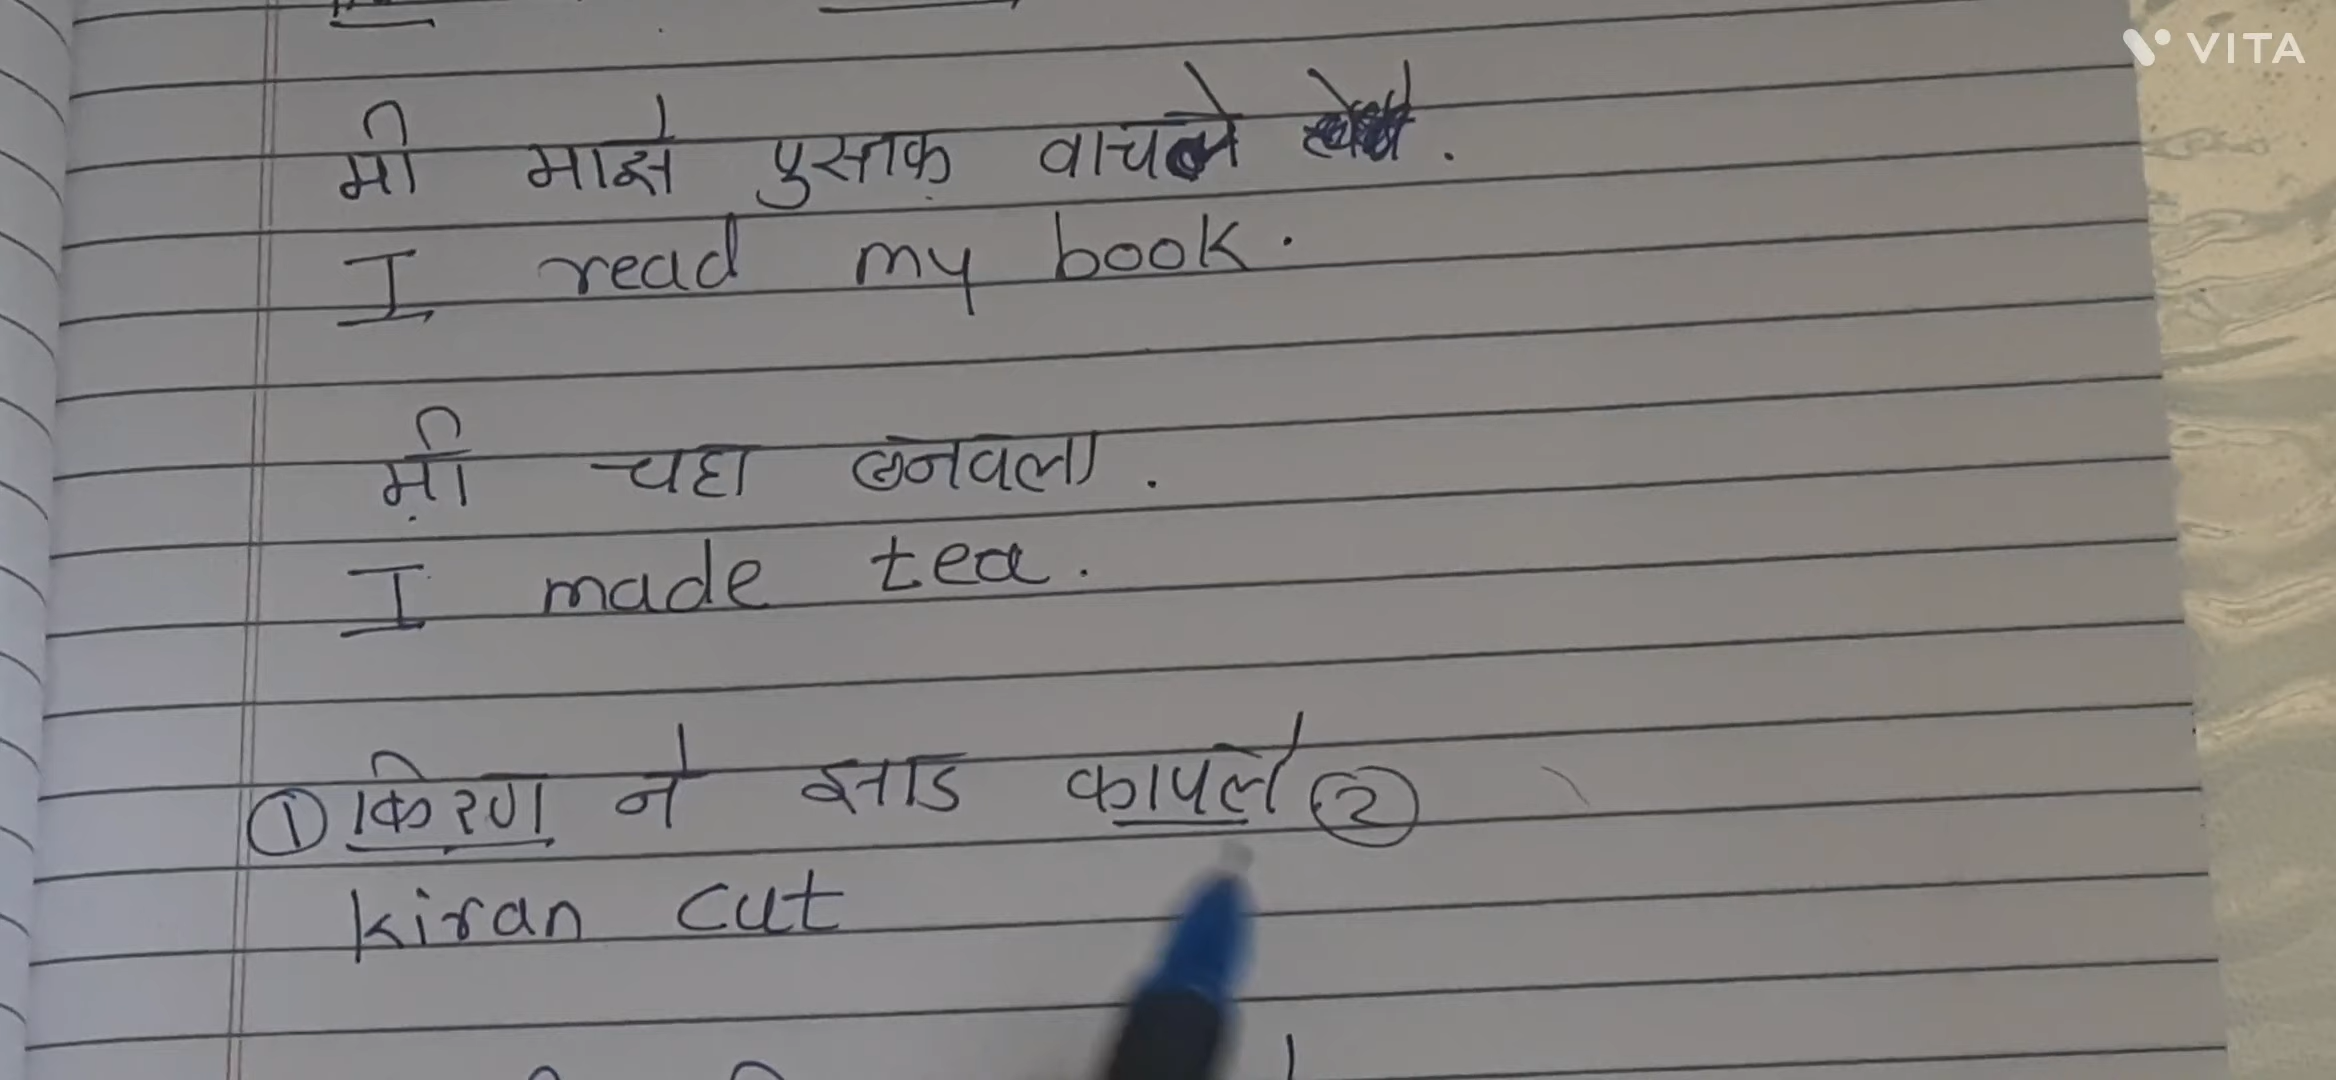 VITA
मी माझे पुस्तक वाचले .
I read my book.
मी चहा बनवला .
I made tea.
① किरण ने झाड कापले ②
kiran cut